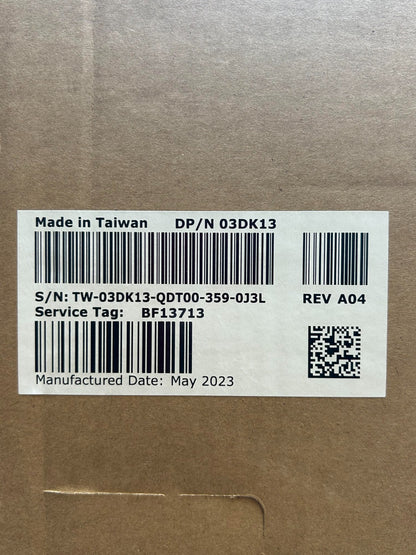 Made in Taiwan DP/N 03DK13
S/N: TW-03DK13-QDT00-359-0J3L REV A04
Service Tag: BF13713
Manufactured Date: May 2023